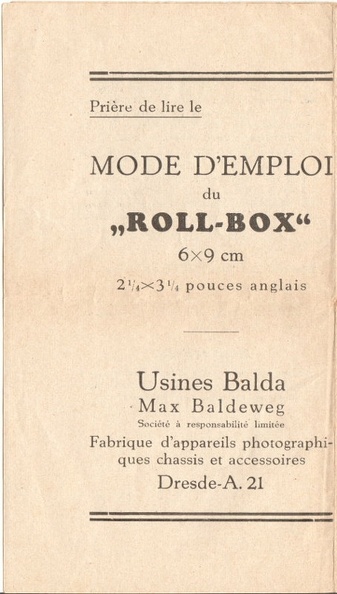 Prière de lire le
MODE D'EMPLOI
du
„ROLL-BOX“
6×9 cm
2¼×3¼ pouces anglais
Usines Balda
Max Baldeweg
Société à responsabilité limitée
Fabrique d'appareils photographi-
ques chassis et accessoires
Dresde-A. 21